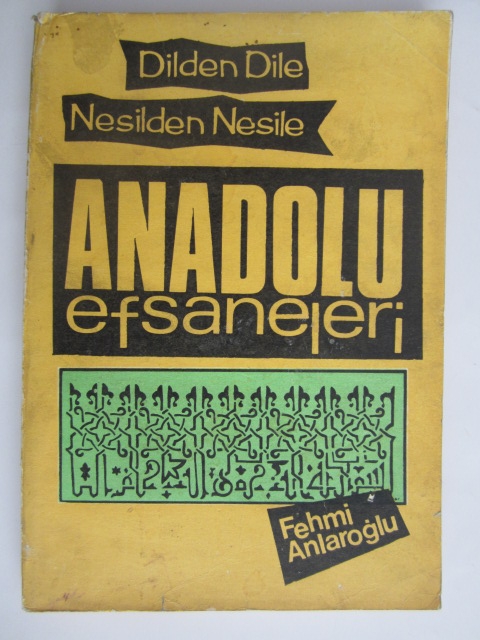 Dilden Dile
Nesilden Nesile
ANADOLU
efsaneleri
Fehmi
Anlaroğlu